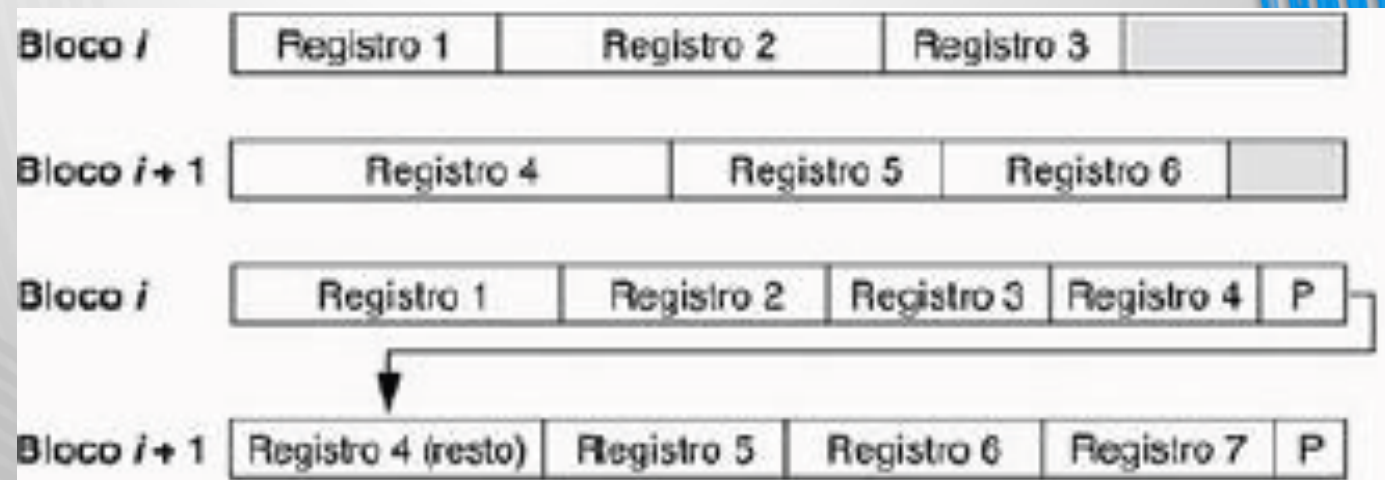 Bloco i Registro 1 Registro 2 Registro 3
Bloco i + 1 Registro 4 Registro 5 Registro 6
Bloco i Registro 1 Registro 2 Registro 3 Registro 4 P
Bloco i + 1 Registro 4 (resto) Registro 5 Registro 6 Registro 7 P